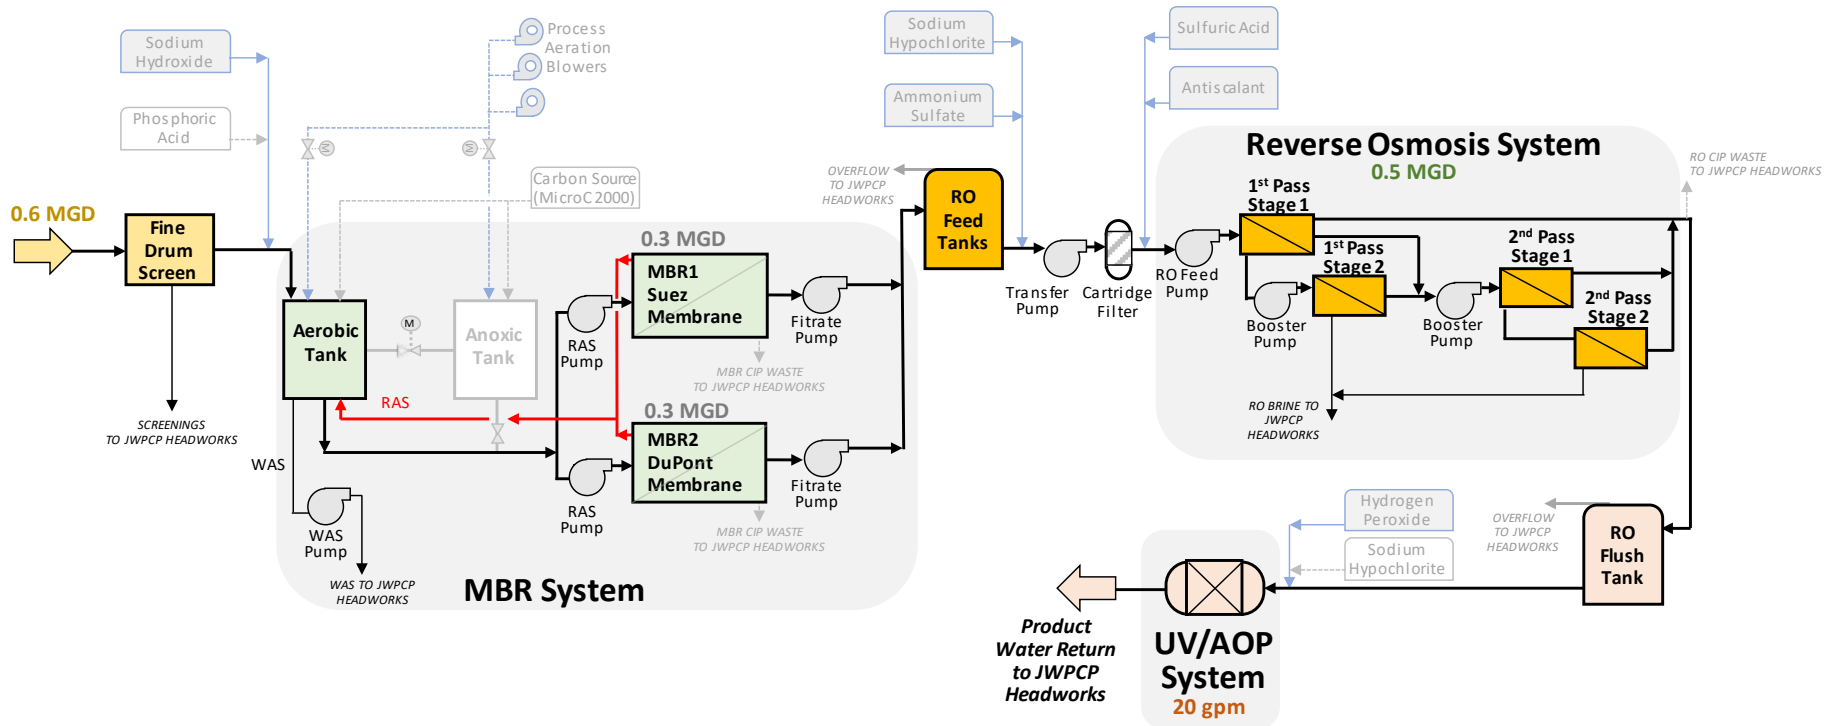 Sodium
Hydroxide
Phosphoric
Acid
Process
Aeration
Blowers
M
M
Carbon Source
(MicroC 2000)
0.6 MGD
Fine
Drum
Screen
SCREENINGS
TO JWPCP HEADWORKS
Aerobic
Tank
M
Anoxic
Tank
RAS
WAS
WAS
Pump
WAS TO JWPCP
HEADWORKS
RAS
Pump
RAS
Pump
0.3 MGD
MBR1
Suez
Membrane
MBR CIP WASTE
TO JWPCP HEADWORKS
0.3 MGD
MBR2
DuPont
Membrane
MBR CIP WASTE
TO JWPCP HEADWORKS
Fitrate
Pump
Fitrate
Pump
MBR System
OVERFLOW
TO JWPCP
HEADWORKS
RO
Feed
Tanks
Sodium
Hypochlorite
Ammonium
Sulfate
Transfer
Pump
Cartridge
Filter
Sulfuric Acid
Antiscalant
Reverse Osmosis System
0.5 MGD
RO CIP WASTE
TO JWPCP HEADWORKS
RO Feed
Pump
1st Pass
Stage 1
1st Pass
Stage 2
Booster
Pump
Booster
Pump
2nd Pass
Stage 1
2nd Pass
Stage 2
RO BRINE TO
JWPCP
HEADWORKS
Hydrogen
Peroxide
Sodium
Hypochlorite
OVERFLOW
TO JWPCP
HEADWORKS
RO
Flush
Tank
UV/AOP
System
20 gpm
Product
Water Return
to JWPCP
Headworks